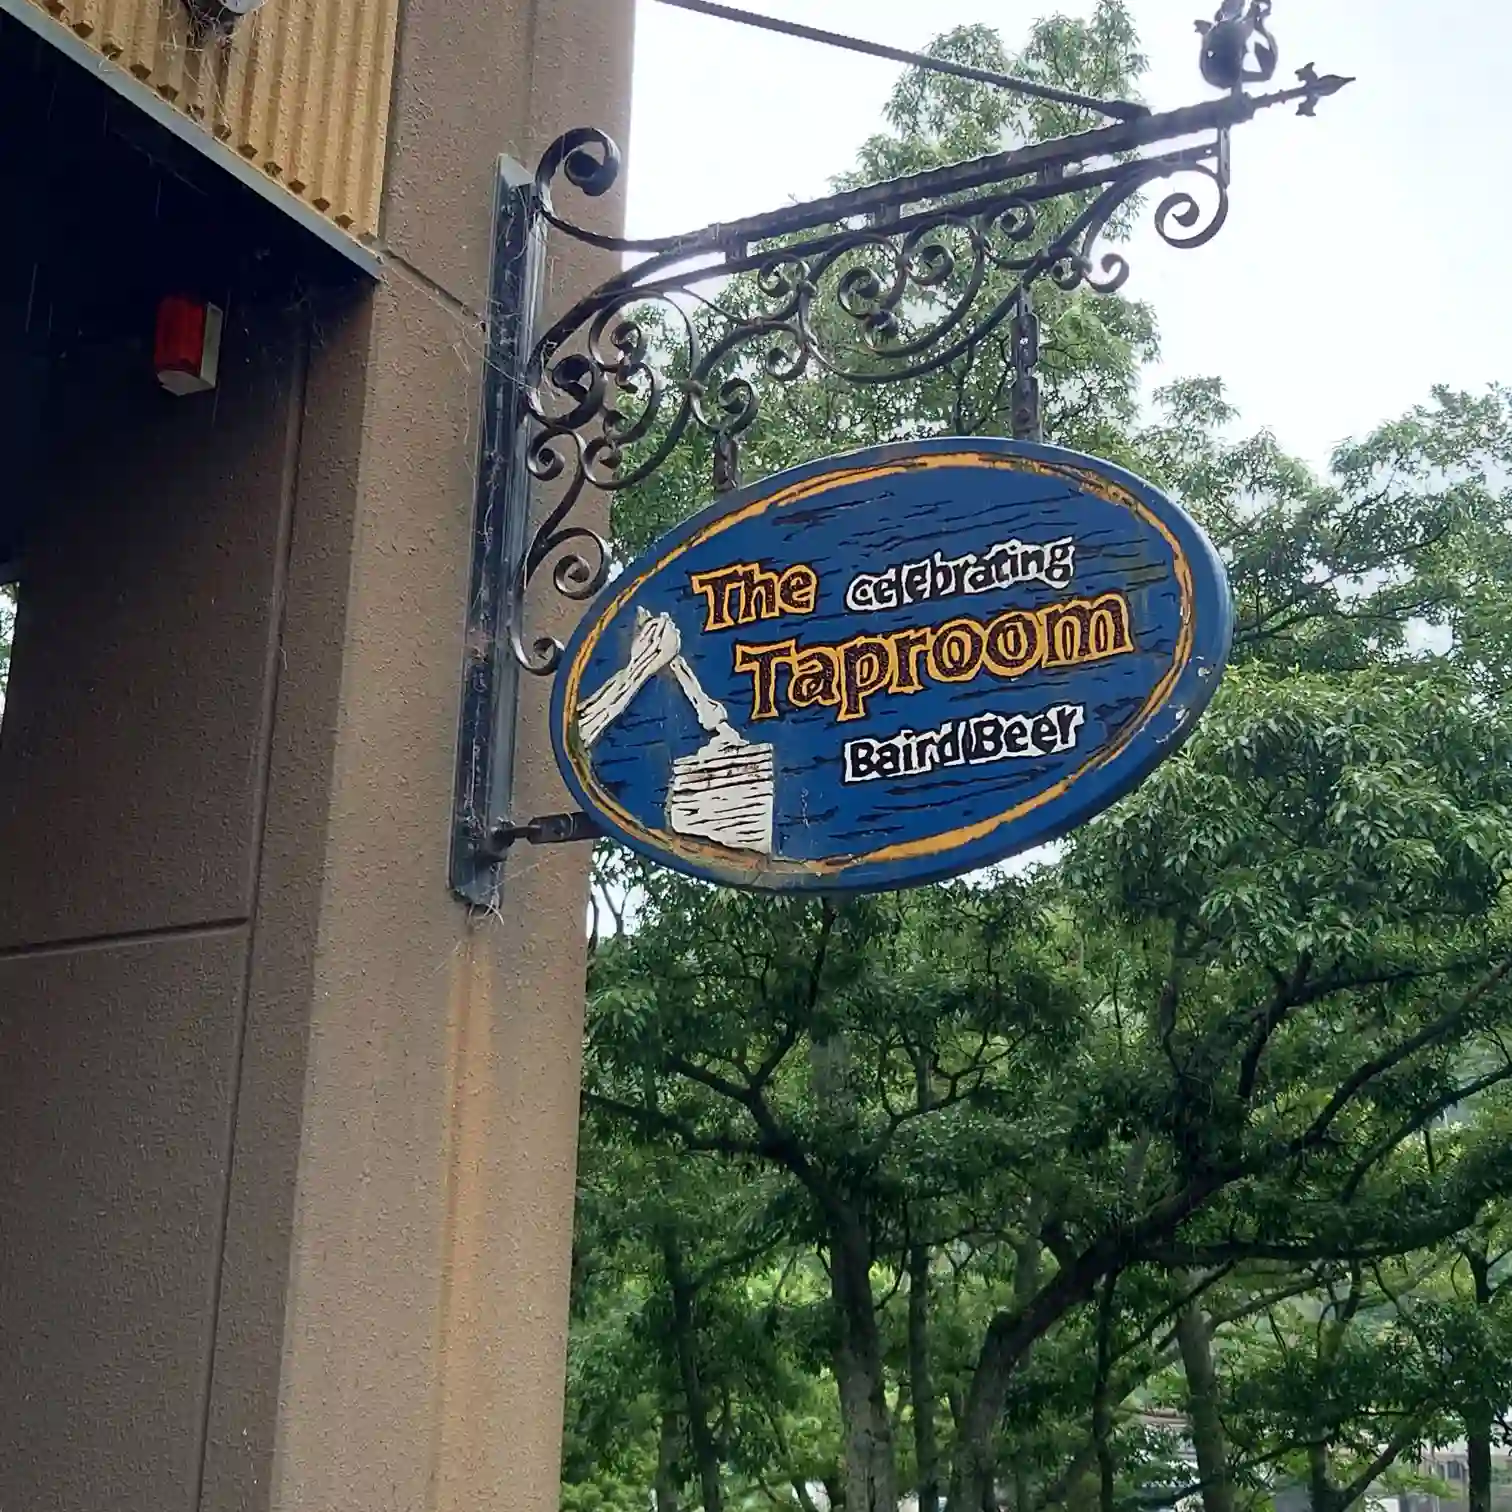 The celebrating
Taproom
Baird Beer